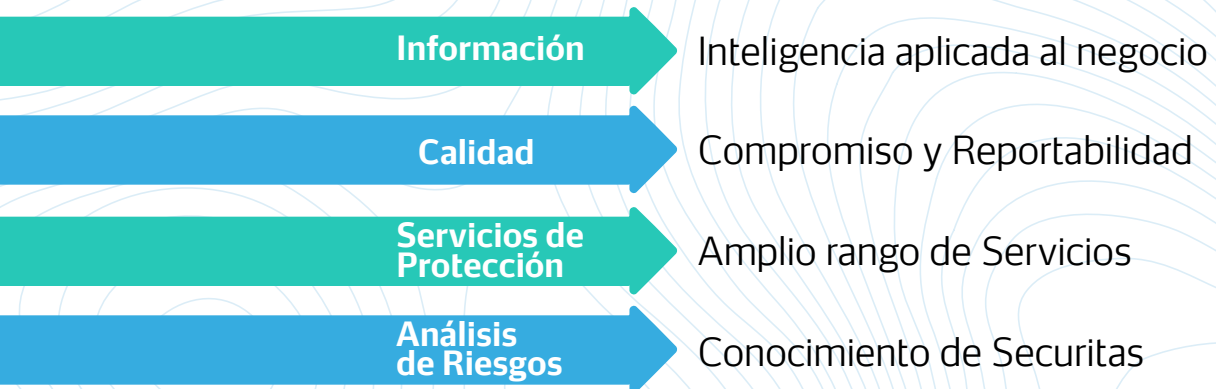 Información
Inteligencia aplicada al negocio
Calidad
Compromiso y Reportabilidad
Servicios de
Protección
Amplio rango de Servicios
Análisis
de Riesgos
Conocimiento de Securitas